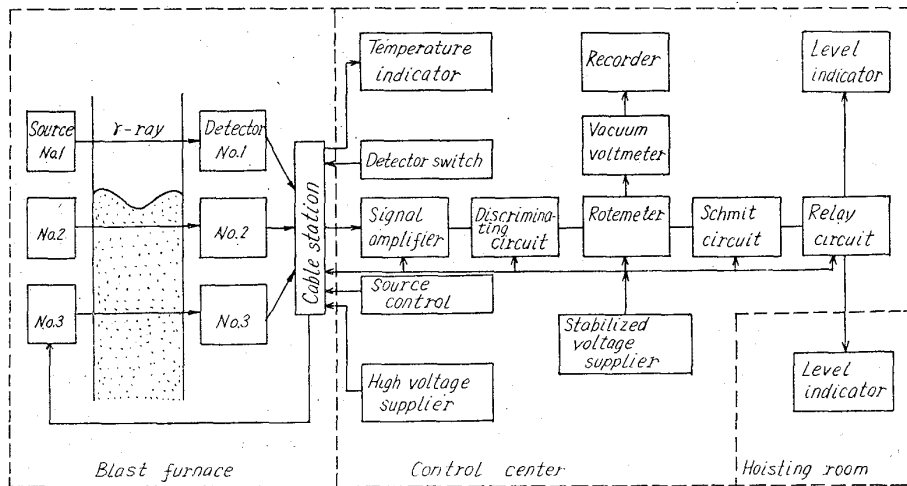 Source
No.1
γ-ray
Detector
No.1
No.2
No.2
No.3
No.3
Cable station
Blast furnace
Temperature
indicator
Detector switch
Signal
amplifier
Discrimina-
ting
circuit
Source
control
High voltage
supplier
Recorder
Vacuum
voltmeter
Rotemeter
Schmit
circuit
Relay
circuit
Level
indicator
Stabilized
voltage
supplier
Control center
Level
indicator
Hoisting room